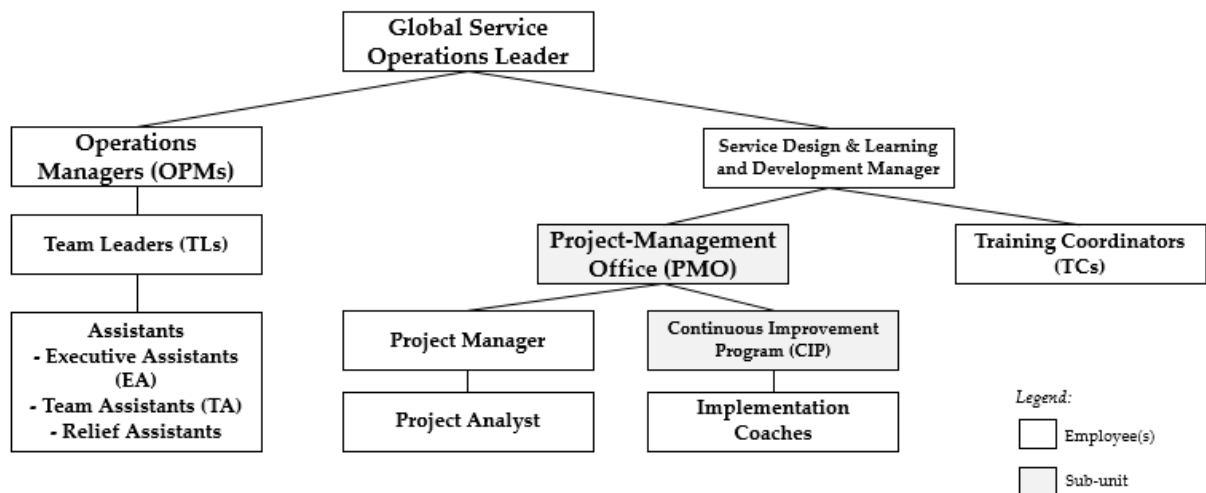 Global Service
Operations Leader
Operations
Managers (OPMs)
Service Design & Learning
and Development Manager
Team Leaders (TLs)
Project-Management
Office (PMO)
Training Coordinators
(TCs)
Assistants
- Executive Assistants
(EA)
- Team Assistants (TA)
- Relief Assistants
Project Manager
Continuous Improvement
Program (CIP)
Project Analyst
Implementation
Coaches
Legend:
Employee(s)
Sub-unit